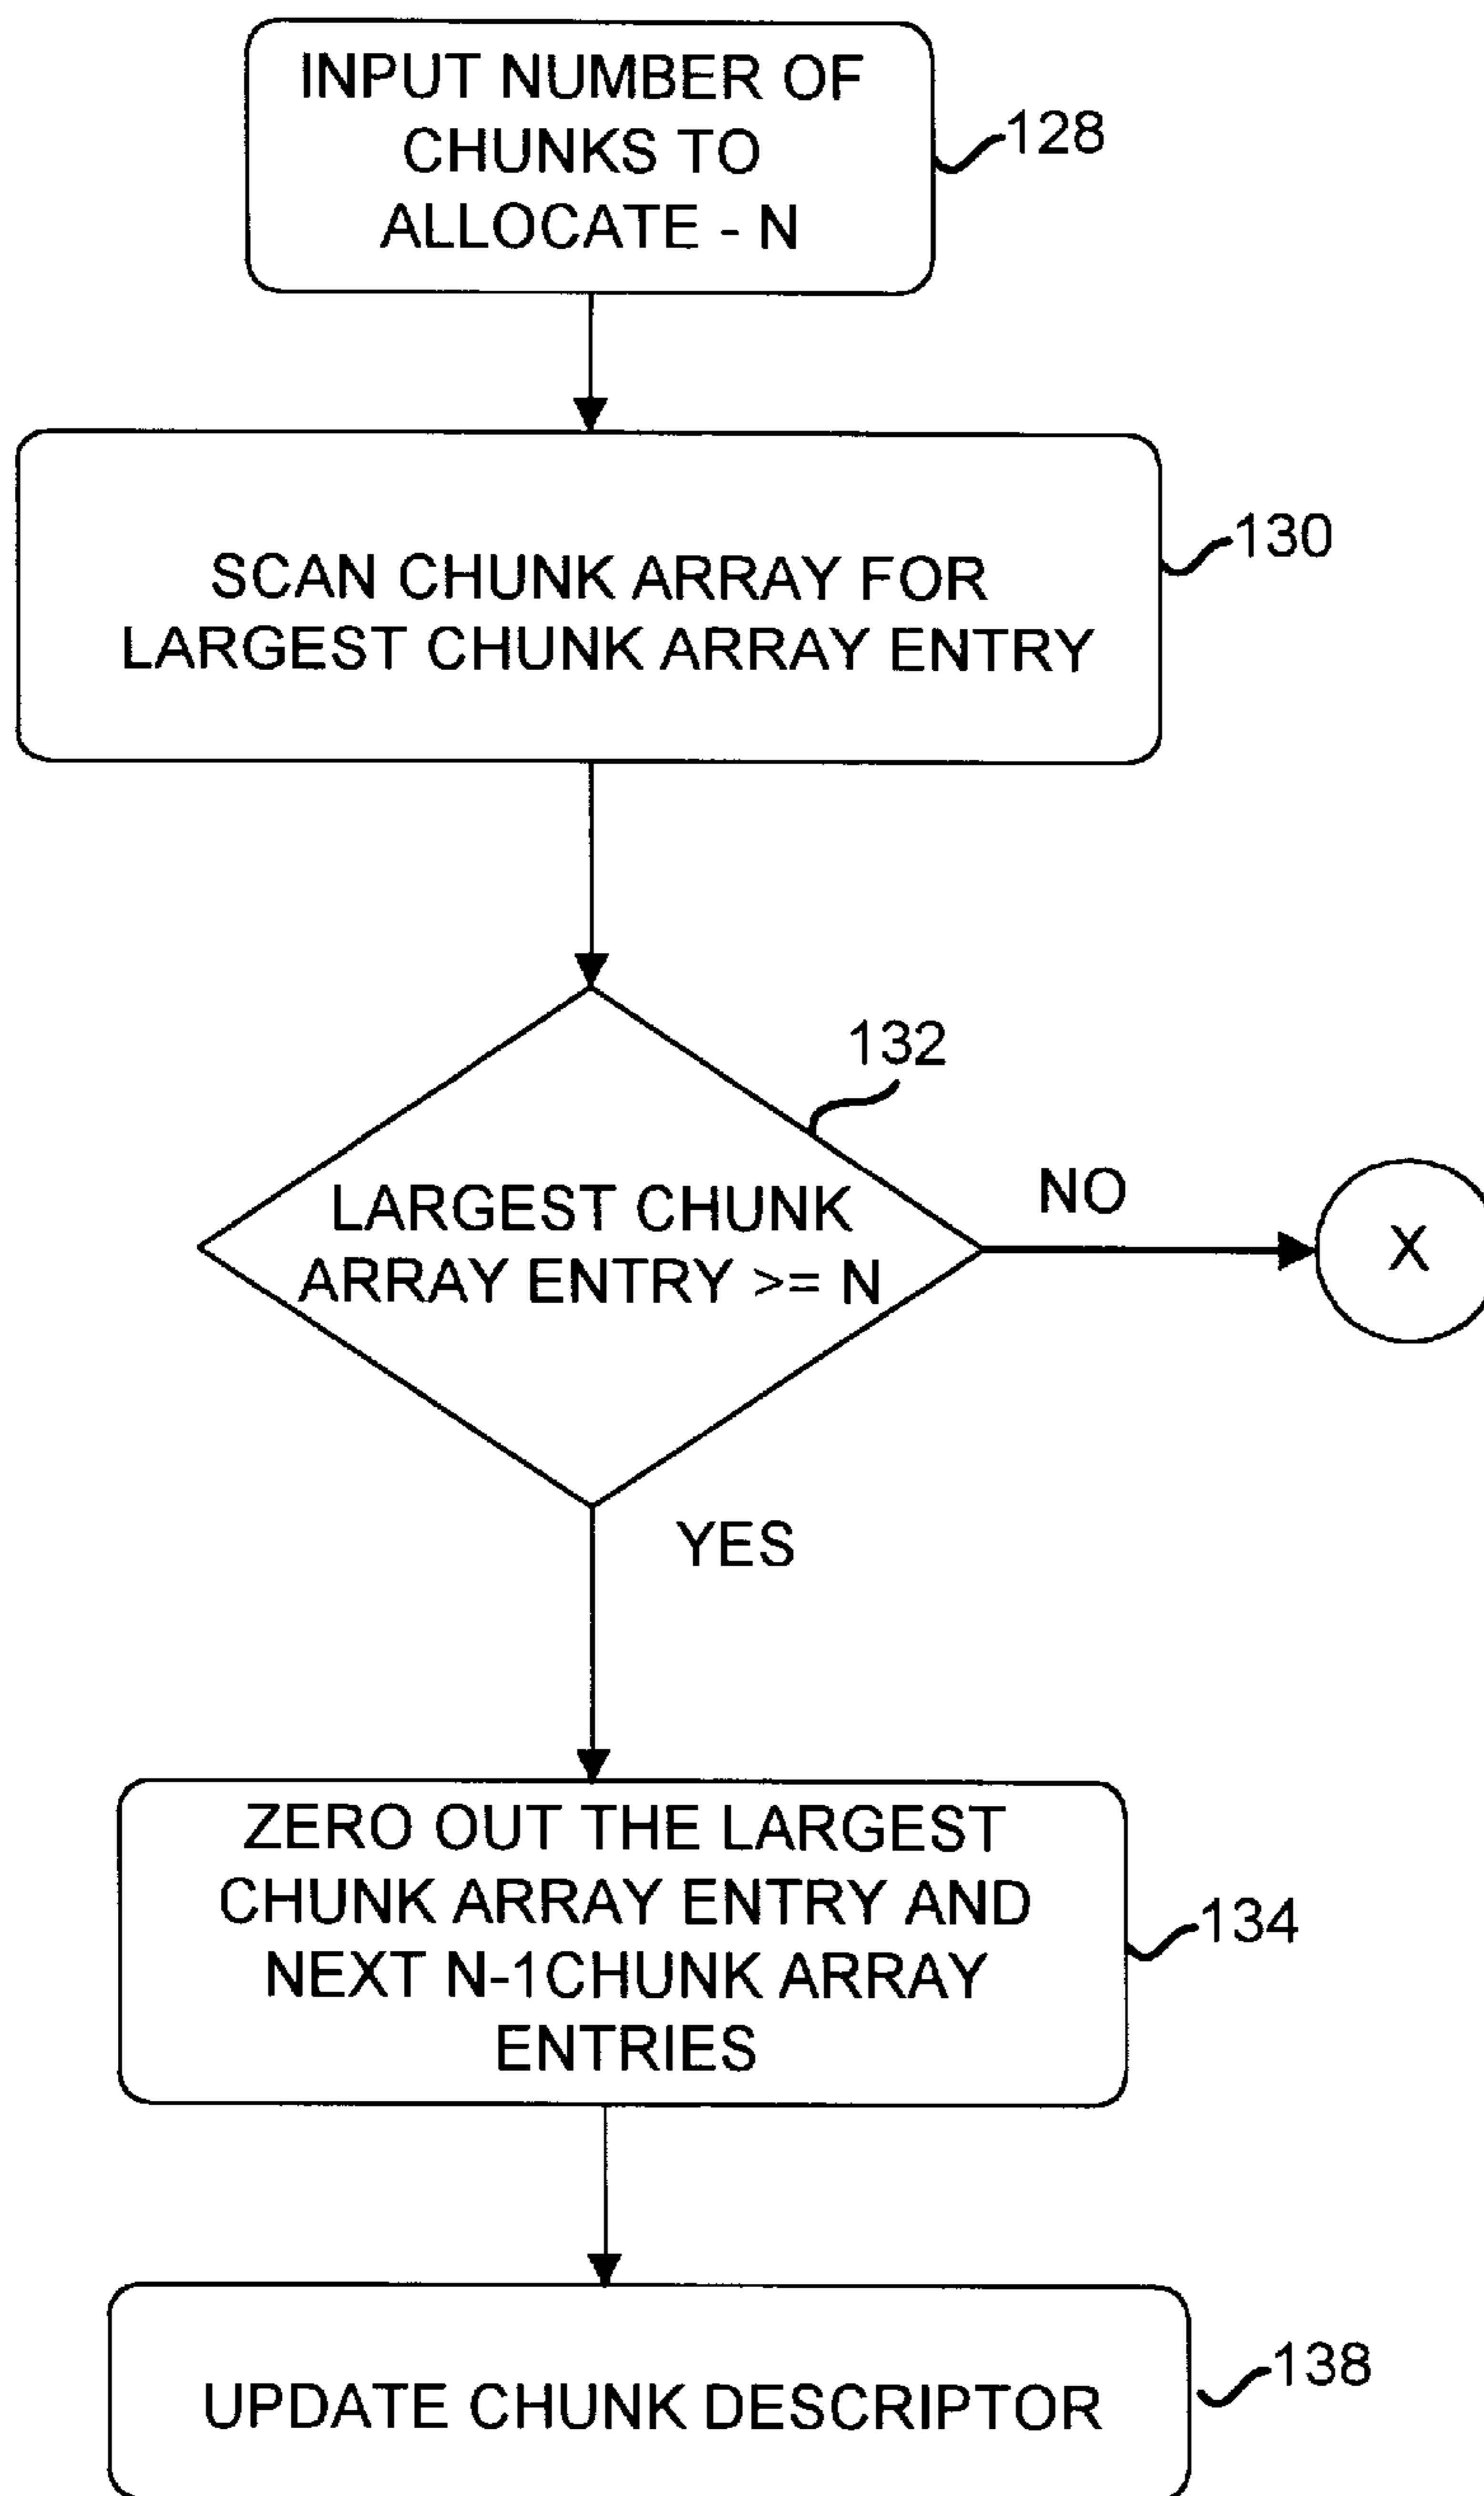 INPUT NUMBER OF
CHUNKS TO
ALLOCATE - N
128
SCAN CHUNK ARRAY FOR
LARGEST CHUNK ARRAY ENTRY
130
132
LARGEST CHUNK
ARRAY ENTRY >= N
NO
X
YES
ZERO OUT THE LARGEST
CHUNK ARRAY ENTRY AND
NEXT N-1CHUNK ARRAY
ENTRIES
134
UPDATE CHUNK DESCRIPTOR
138